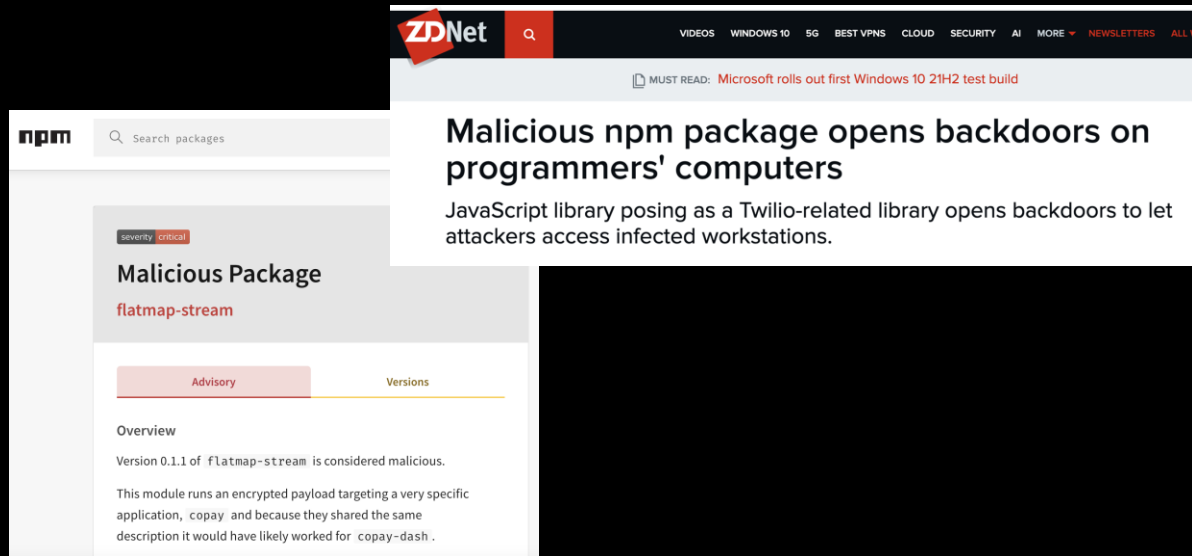 ZDNet
VIDEOS WINDOWS 10 5G BEST VPNS CLOUD SECURITY AI MORE NEWSLETTERS ALL
MUST READ: Microsoft rolls out first Windows 10 21H2 test build
Malicious npm package opens backdoors on
programmers' computers
JavaScript library posing as a Twilio-related library opens backdoors to let
attackers access infected workstations.
npm
Search packages
severity critical
Malicious Package
flatmap-stream
Advisory Versions
Overview
Version 0.1.1 of flatmap-stream is considered malicious.
This module runs an encrypted payload targeting a very specific
application, copay and because they shared the same
description it would have likely worked for copay-dash.